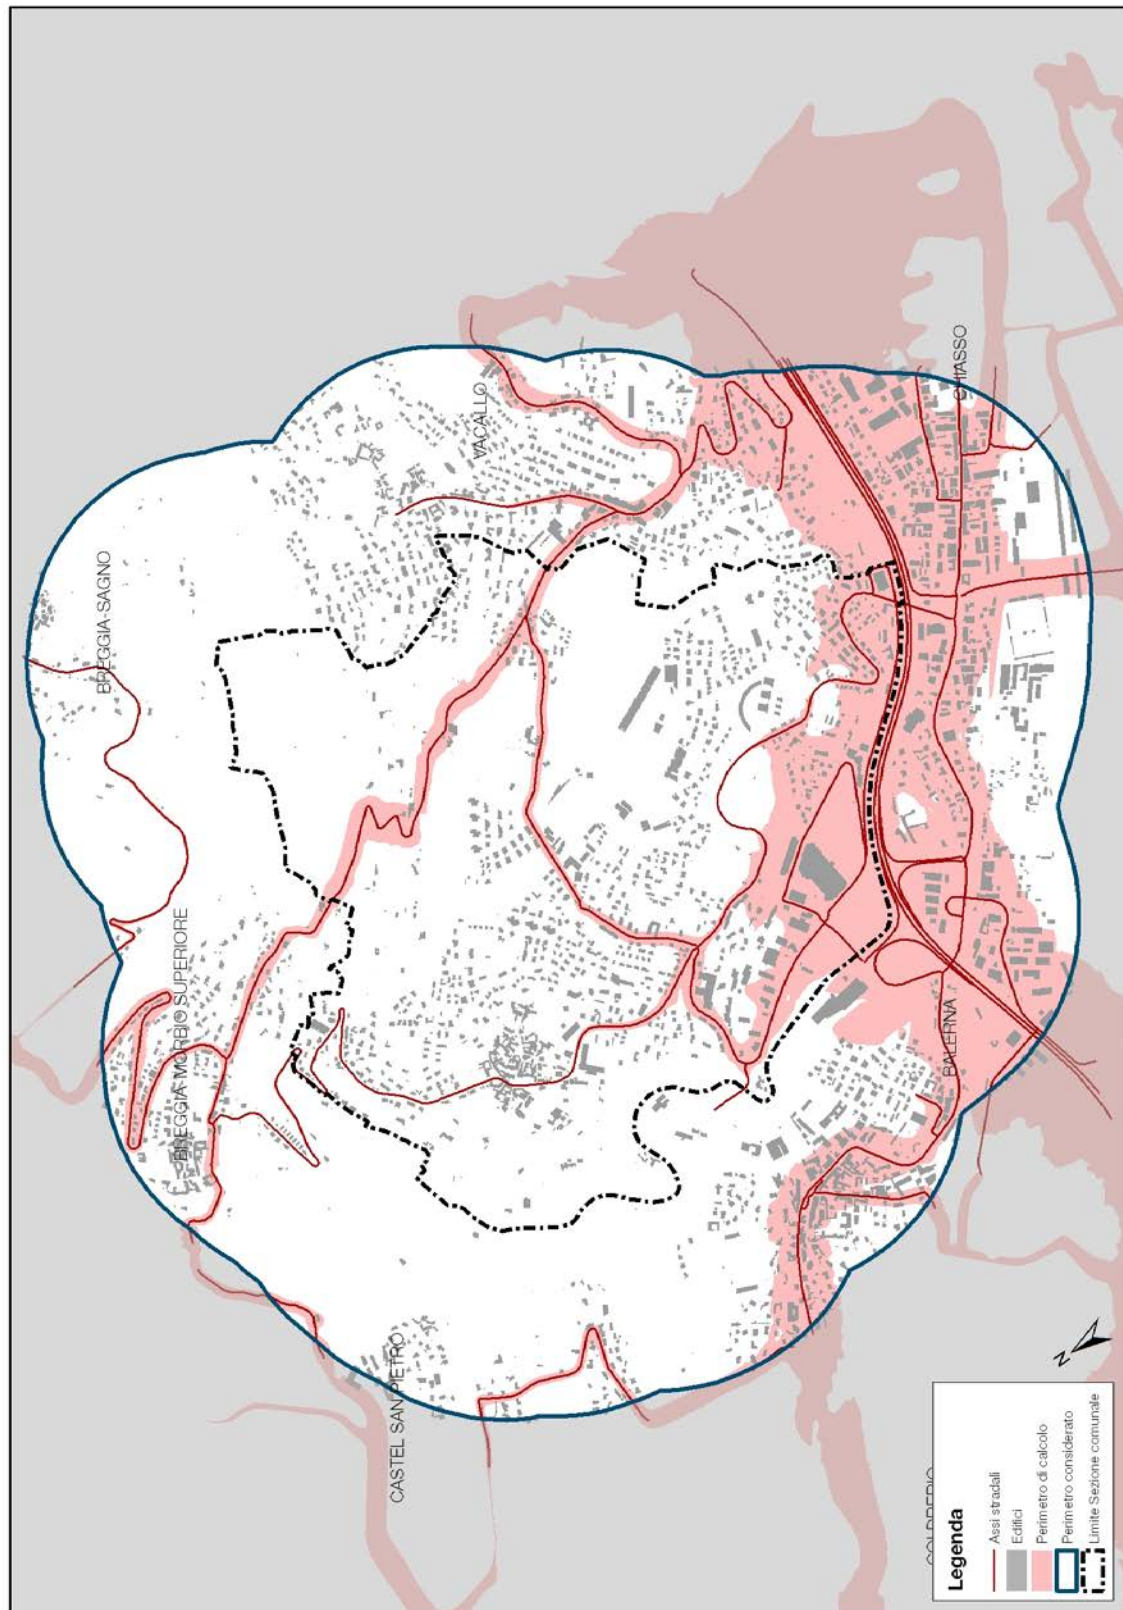 BREGGIA-SAGNO
VACALLO
CHIASSO
BREGGIA-MORBIO SUPERIORE
BALERNA
CASTEL SAN PIETRO
COLDRERIO
N
Legenda
Assi stradali
Edifici
Perimetro di calcolo
Perimetro considerato
Limite Sezione comunale